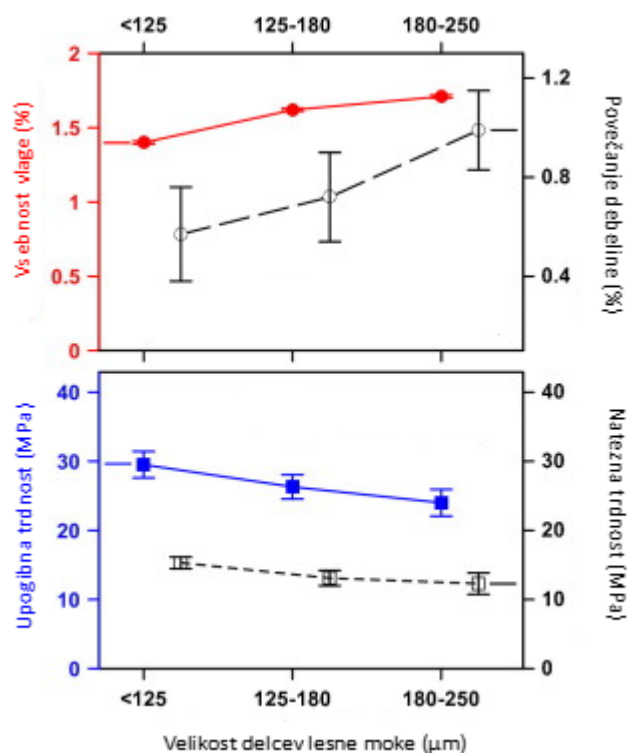 <125 125-180 180-250
2
1.5
1
0.5
0
Vsebnost vlage (%)
1.2
0.8
0.4
Povečanje debeline (%)
40
30
20
10
0
Upogibna trdnost (MPa)
40
30
20
10
0
Natezna trdnost (MPa)
<125 125-180 180-250
Velikost delcev lesne moke (µm)